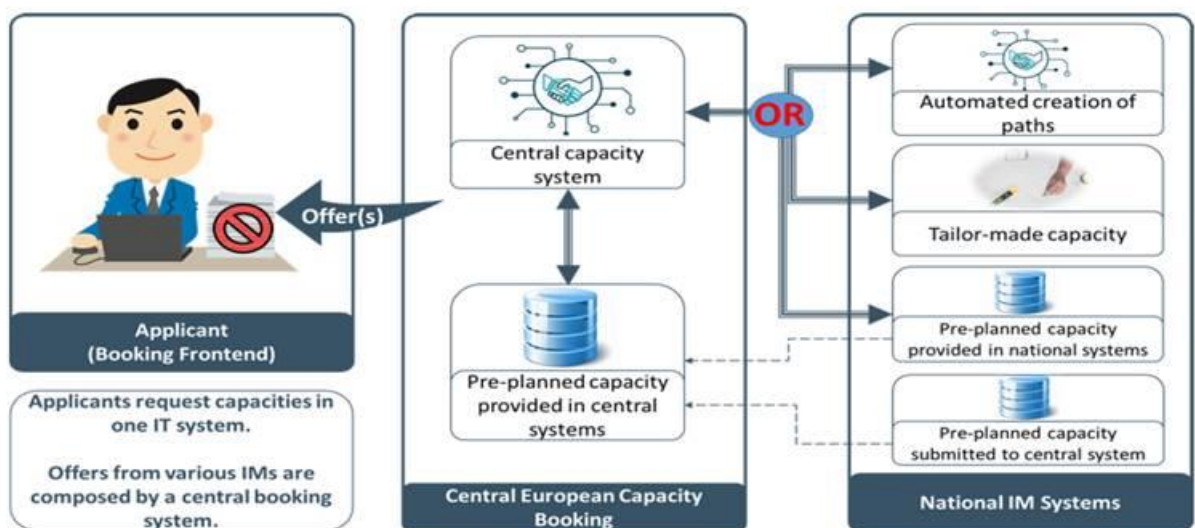 Offer(s)
Applicant
(Booking Frontend)
Applicants request capacities in
one IT system.
Offers from various IMs are
composed by a central booking
system.
Central capacity
system
Pre-planned capacity
provided in central
systems
Central European Capacity
Booking
OR
Automated creation of
paths
Tailor-made capacity
Pre-planned capacity
provided in national systems
Pre-planned capacity
submitted to central system
National IM Systems